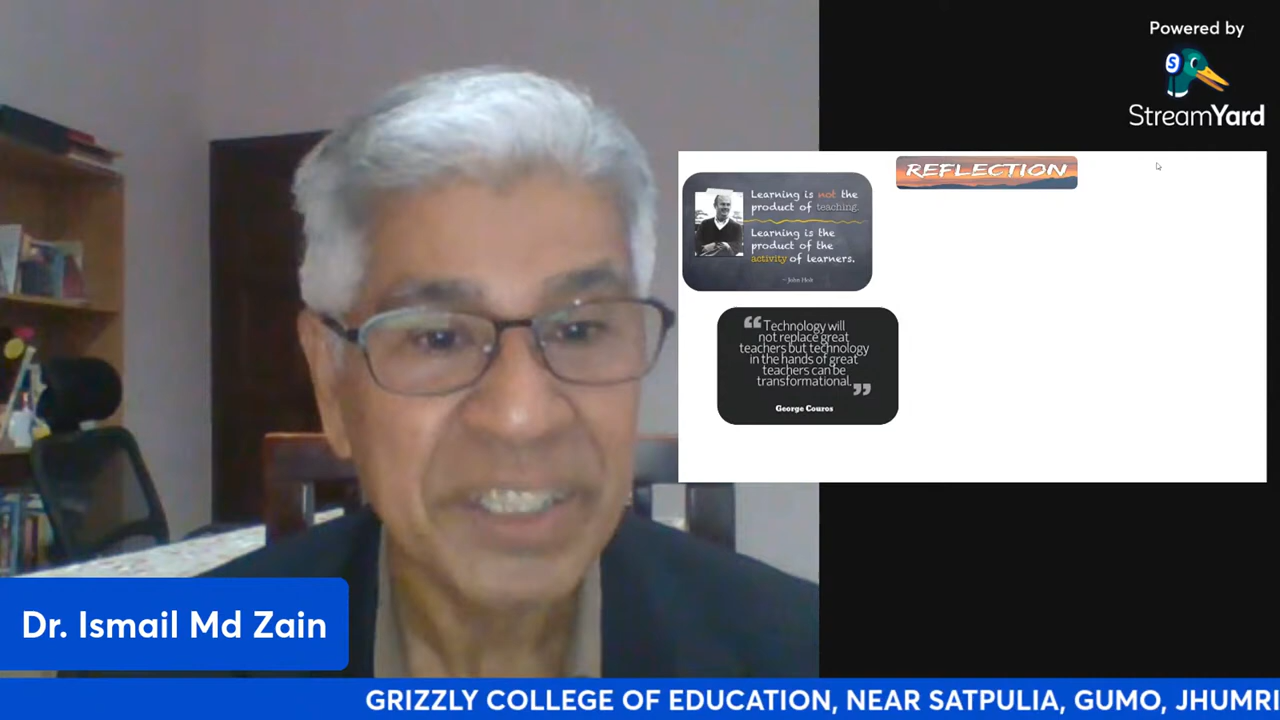 Powered by
S
StreamYard
REFLECTION
Learning is not the
product of teaching.
Learning is the
product of the
activity of learners.
~ John Holt
“Technology will
not replace great
teachers but technology
in the hands of great
teachers can be
transformational.”
George Couros
Dr. Ismail Md Zain
GRIZZLY COLLEGE OF EDUCATION, NEAR SATPULIA, GUMO, JHUMRI